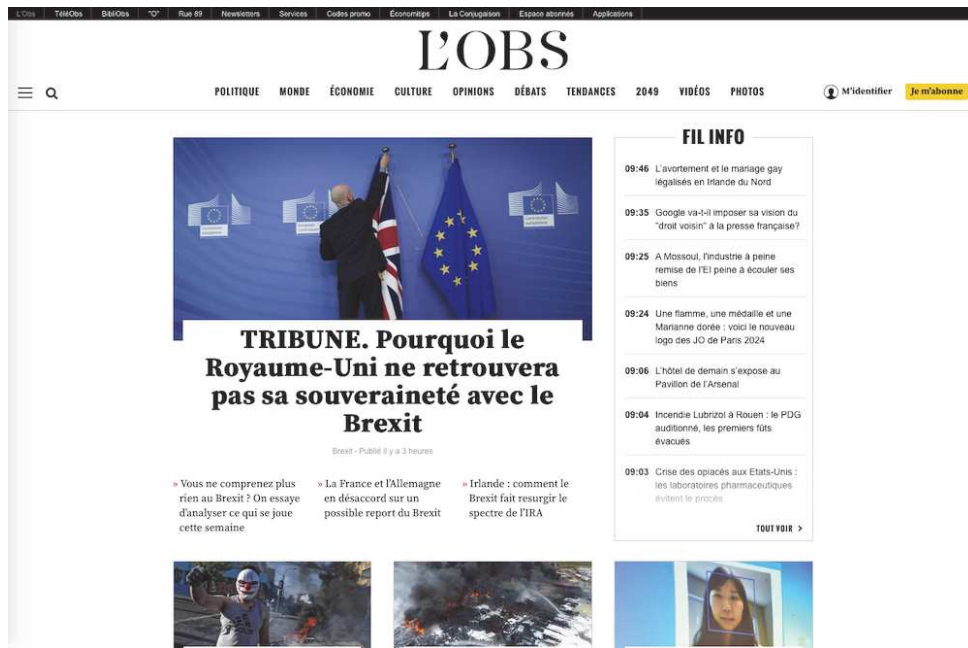 L'Obs TéléObs BibliObs "O" Rue 89 Newsletters Services Codes promo Économitips La Conjugaison Espace abonnés Applications
L'OBS
POLITIQUE MONDE ÉCONOMIE CULTURE OPINIONS DÉBATS TENDANCES 2049 VIDÉOS PHOTOS M'identifier Je m'abonne
TRIBUNE. Pourquoi le
Royaume-Uni ne retrouvera
pas sa souveraineté avec le
Brexit
Brexit - Publié il y a 3 heures
» Vous ne comprenez plus
rien au Brexit ? On essaye
d'analyser ce qui se joue
cette semaine
» La France et l'Allemagne
en désaccord sur un
possible report du Brexit
» Irlande : comment le
Brexit fait resurgir le
spectre de l'IRA
FIL INFO
09:46 L'avortement et le mariage gay
légalisés en Irlande du Nord
09:35 Google va-t-il imposer sa vision du
"droit voisin" à la presse française?
09:25 A Mossoul, l'industrie à peine
remise de l'EI peine à écouler ses
biens
09:24 Une flamme, une médaille et une
Marianne dorée : voici le nouveau
logo des JO de Paris 2024
09:06 L'hôtel de demain s'expose au
Pavillon de l'Arsenal
09:04 Incendie Lubrizol à Rouen : le PDG
auditionné, les premiers fûts
évacués
09:03 Crise des opiacés aux Etats-Unis :
les laboratoires pharmaceutiques
évitent le procès
TOUT VOIR >